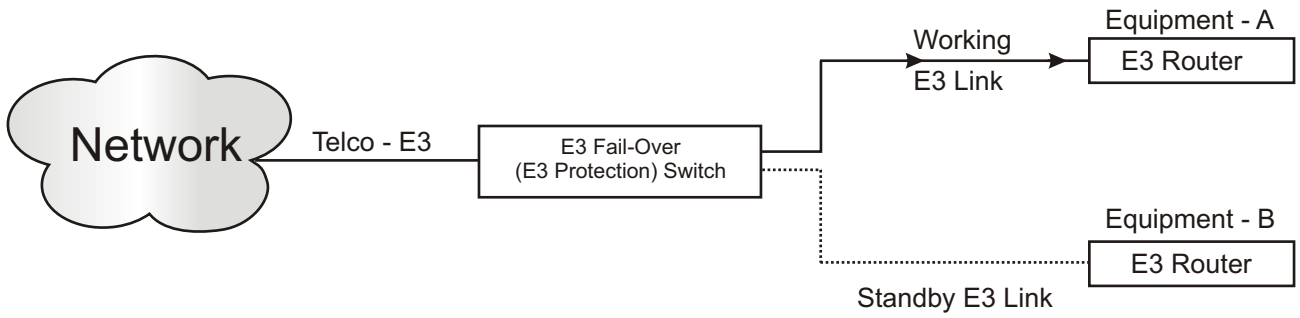 Network
Telco - E3
E3 Fail-Over
(E3 Protection) Switch
Working
E3 Link
Equipment - A
E3 Router
Equipment - B
E3 Router
Standby E3 Link